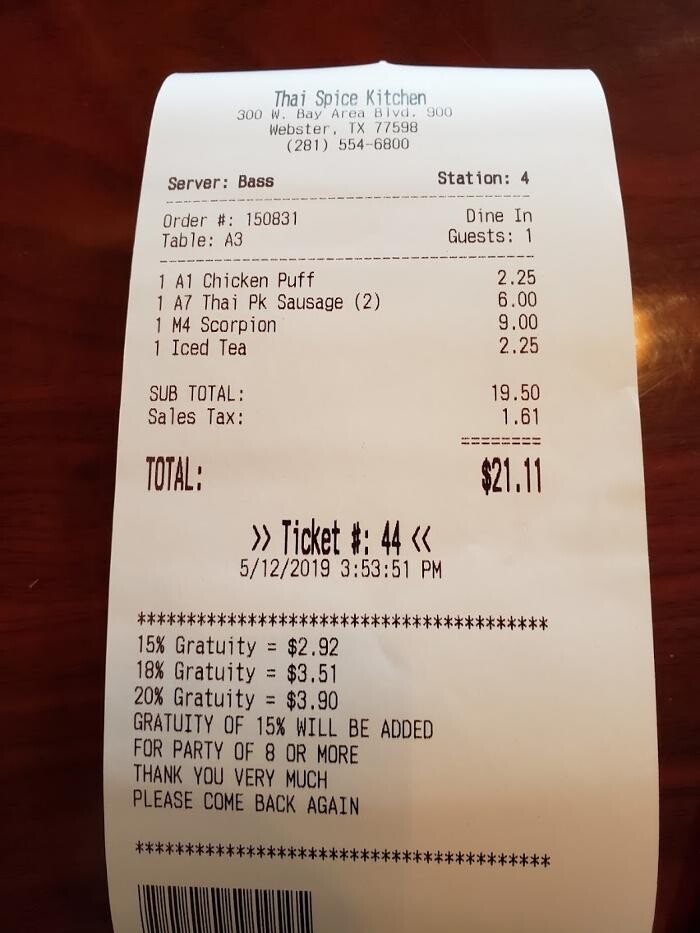 Thai Spice Kitchen
300 W. Bay Area Blvd. 900
Webster, TX 77598
(281) 554-6800
Server: Bass Station: 4
Order #: 150831 Dine In
Table: A3 Guests: 1
1 A1 Chicken Puff 2.25
1 A7 Thai Pk Sausage (2) 6.00
1 M4 Scorpion 9.00
1 Iced Tea 2.25
SUB TOTAL: 19.50
Sales Tax: 1.61
========
TOTAL: $21.11
>> Ticket #: 44 <<
5/12/2019 3:53:51 PM
****************************************
15% Gratuity = $2.92
18% Gratuity = $3.51
20% Gratuity = $3.90
GRATUITY OF 15% WILL BE ADDED
FOR PARTY OF 8 OR MORE
THANK YOU VERY MUCH
PLEASE COME BACK AGAIN
****************************************